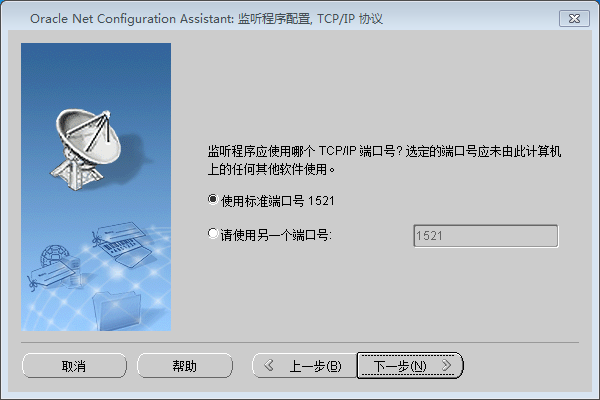 Oracle Net Configuration Assistant: 监听程序配置, TCP/IP 协议
监听程序应使用哪个 TCP/IP 端口号? 选定的端口号应未由此计算机
上的任何其他软件使用。
使用标准端口号 1521
请使用另一个端口号: 1521
取消 帮助 上一步(B) 下一步(N)